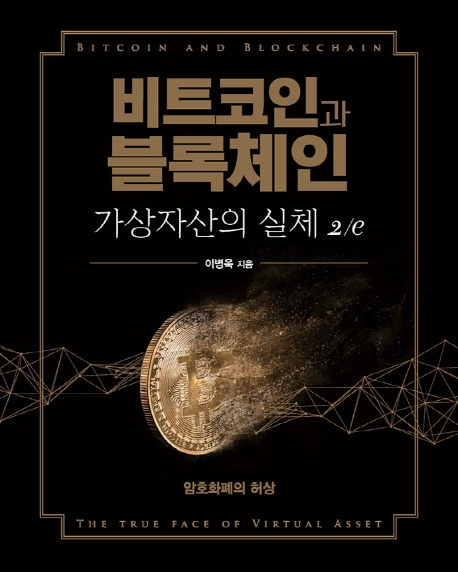 BITCOIN AND BLOCKCHAIN
비트코인과
블록체인
가상자산의 실체 2/e
이병욱 지음
암호화폐의 허상
THE TRUE FACE OF VIRTUAL ASSET